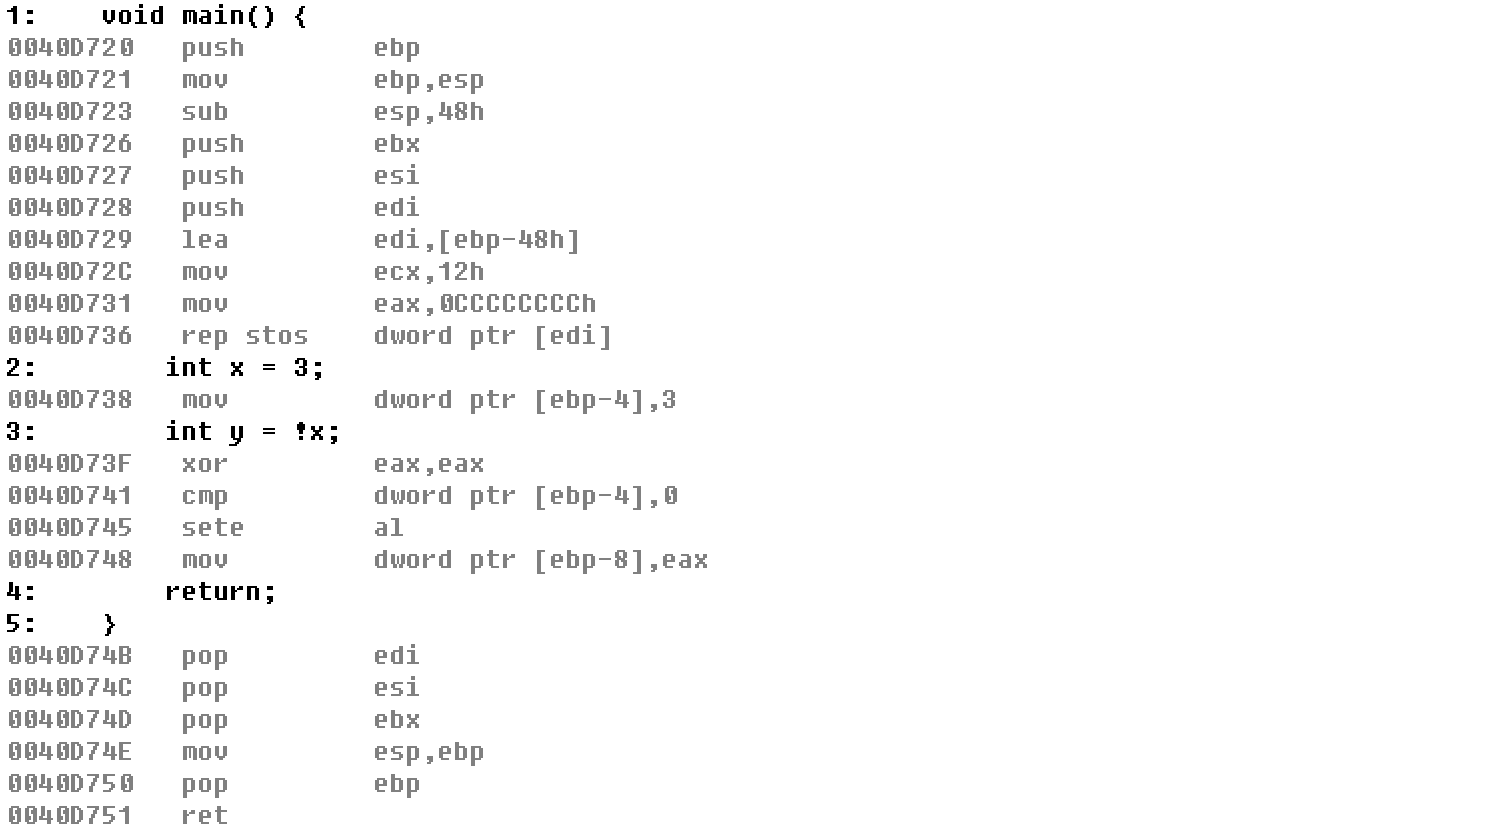 1:    void main() {
0040D720   push        ebp
0040D721   mov         ebp,esp
0040D723   sub         esp,48h
0040D726   push        ebx
0040D727   push        esi
0040D728   push        edi
0040D729   lea         edi,[ebp-48h]
0040D72C   mov         ecx,12h
0040D731   mov         eax,0CCCCCCCCh
0040D736   rep stos    dword ptr [edi]
2:        int x = 3;
0040D738   mov         dword ptr [ebp-4],3
3:        int y = !x;
0040D73F   xor         eax,eax
0040D741   cmp         dword ptr [ebp-4],0
0040D745   sete        al
0040D748   mov         dword ptr [ebp-8],eax
4:        return;
5:    }
0040D74B   pop         edi
0040D74C   pop         esi
0040D74D   pop         ebx
0040D74E   mov         esp,ebp
0040D750   pop         ebp
0040D751   ret